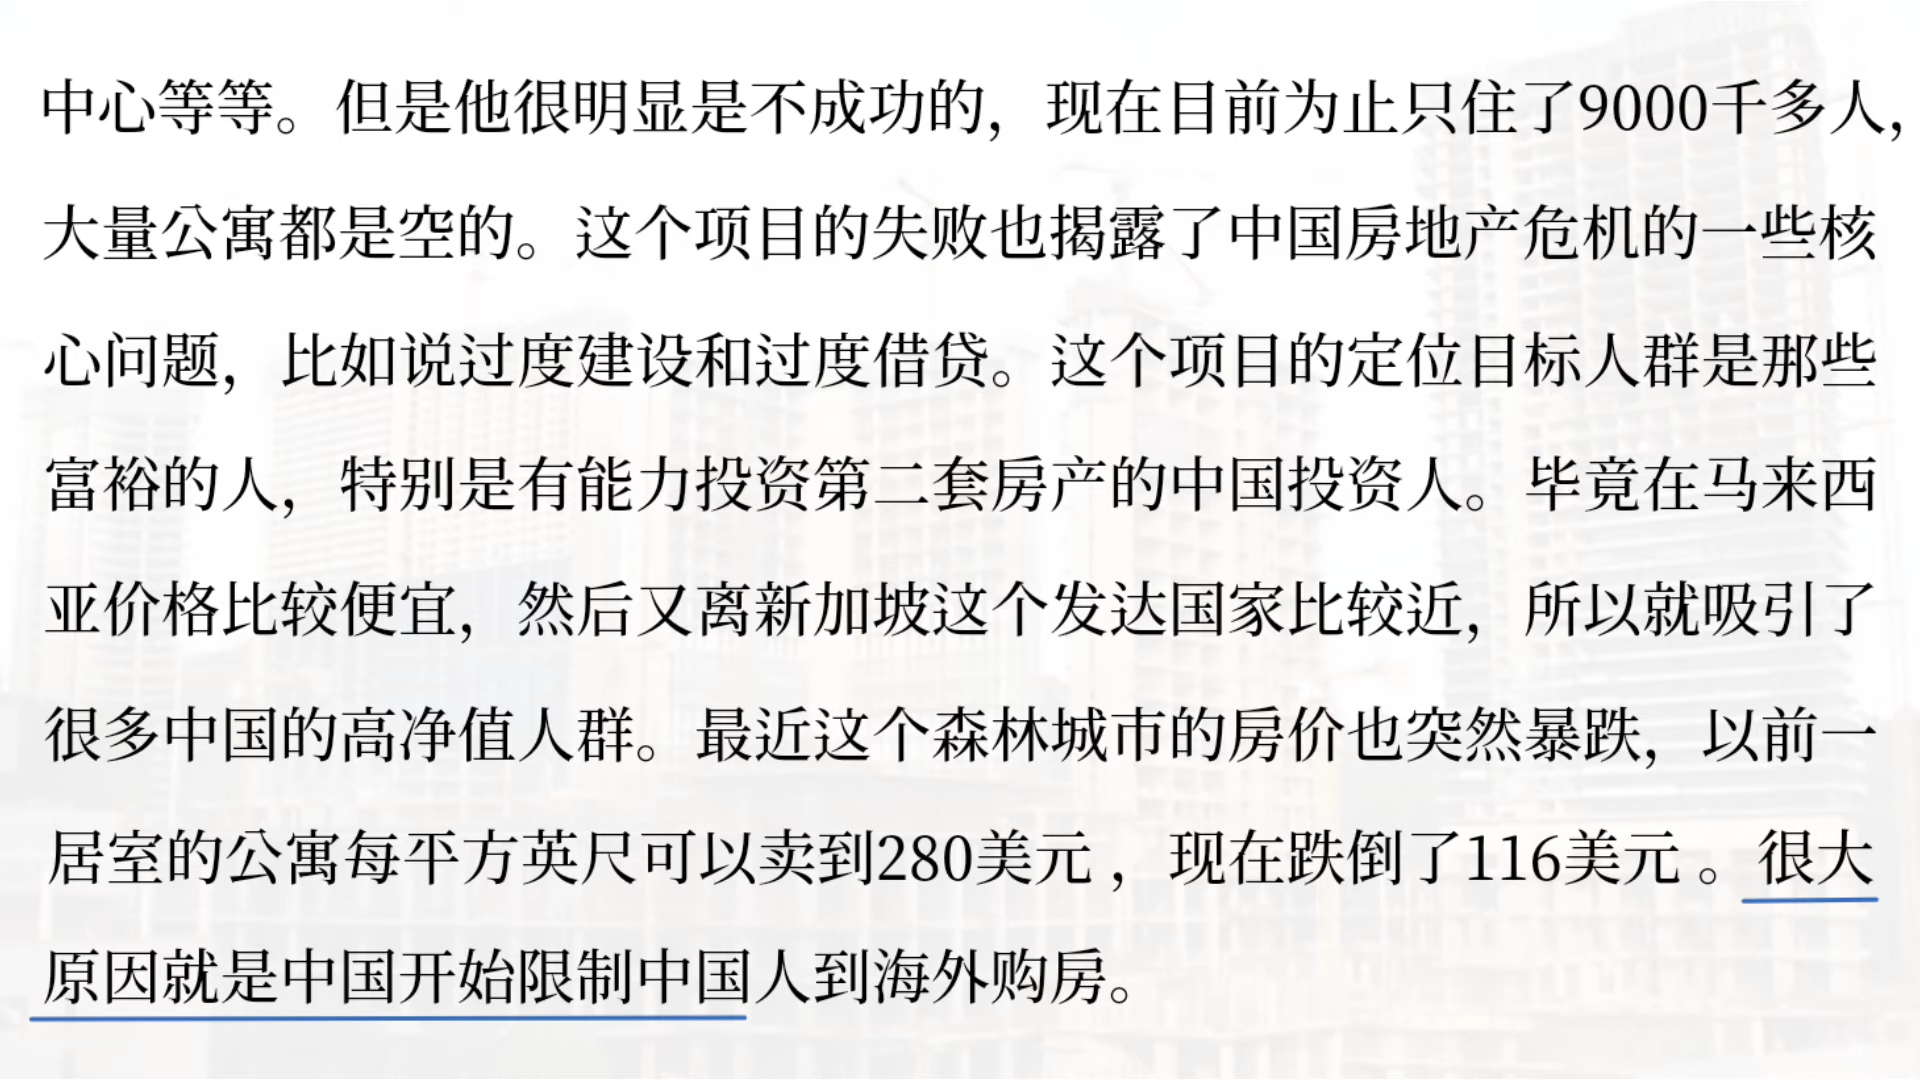 中心等等。但是他很明显是不成功的，现在目前为止只住了9000千多人，
大量公寓都是空的。这个项目的失败也揭露了中国房地产危机的一些核
心问题，比如说过度建设和过度借贷。这个项目的定位目标人群是那些
富裕的人，特别是有能力投资第二套房产的中国投资人。毕竟在马来西
亚价格比较便宜，然后又离新加坡这个发达国家比较近，所以就吸引了
很多中国的高净值人群。最近这个森林城市的房价也突然暴跌，以前一
居室的公寓每平方英尺可以卖到280美元 ，现在跌倒了116美元 。很大
原因就是中国开始限制中国人到海外购房。